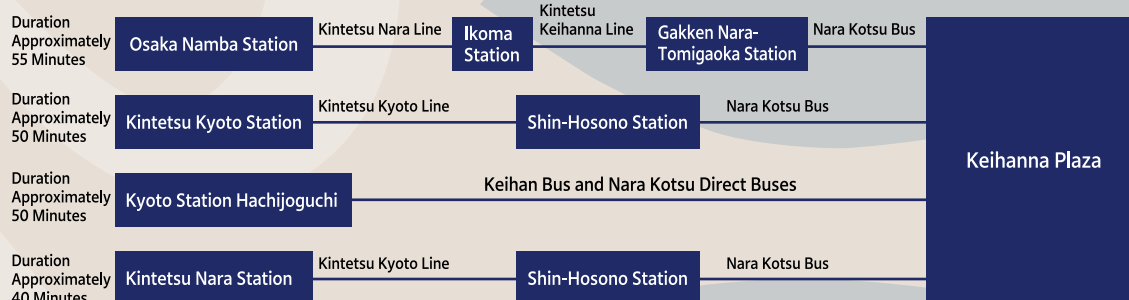 Duration
Approximately
55 Minutes
Osaka Namba Station
Kintetsu Nara Line
Ikoma
Station
Kintetsu
Keihanna Line
Gakken Nara-
Tomigaoka Station
Nara Kotsu Bus
Duration
Approximately
50 Minutes
Kintetsu Kyoto Station
Kintetsu Kyoto Line
Shin-Hosono Station
Nara Kotsu Bus
Keihanna Plaza
Duration
Approximately
50 Minutes
Kyoto Station Hachijoguchi
Keihan Bus and Nara Kotsu Direct Buses
Duration
Approximately
40 Minutes
Kintetsu Nara Station
Kintetsu Kyoto Line
Shin-Hosono Station
Nara Kotsu Bus